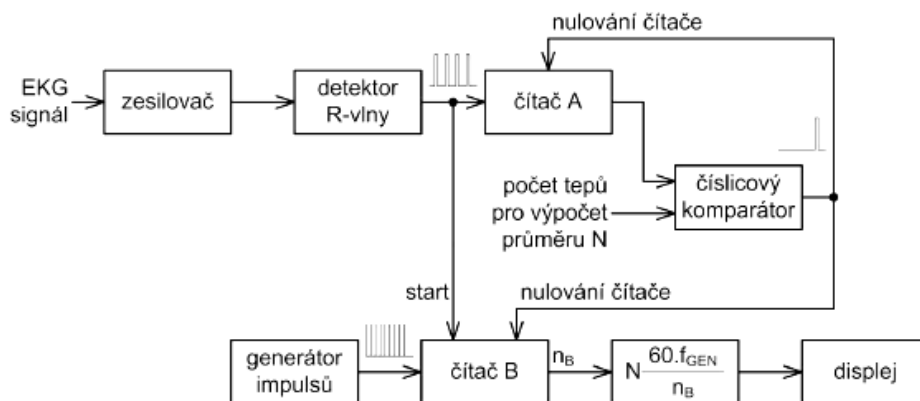 nulování čítače
EKG
signál
zesilovač
detektor
R-vlny
čítač A
počet tepů
pro výpočet
průměru N
číslicový
komparátor
start
nulování čítače
generátor
impulsů
čítač B
n_B
N 60.f_GEN / n_B
displej